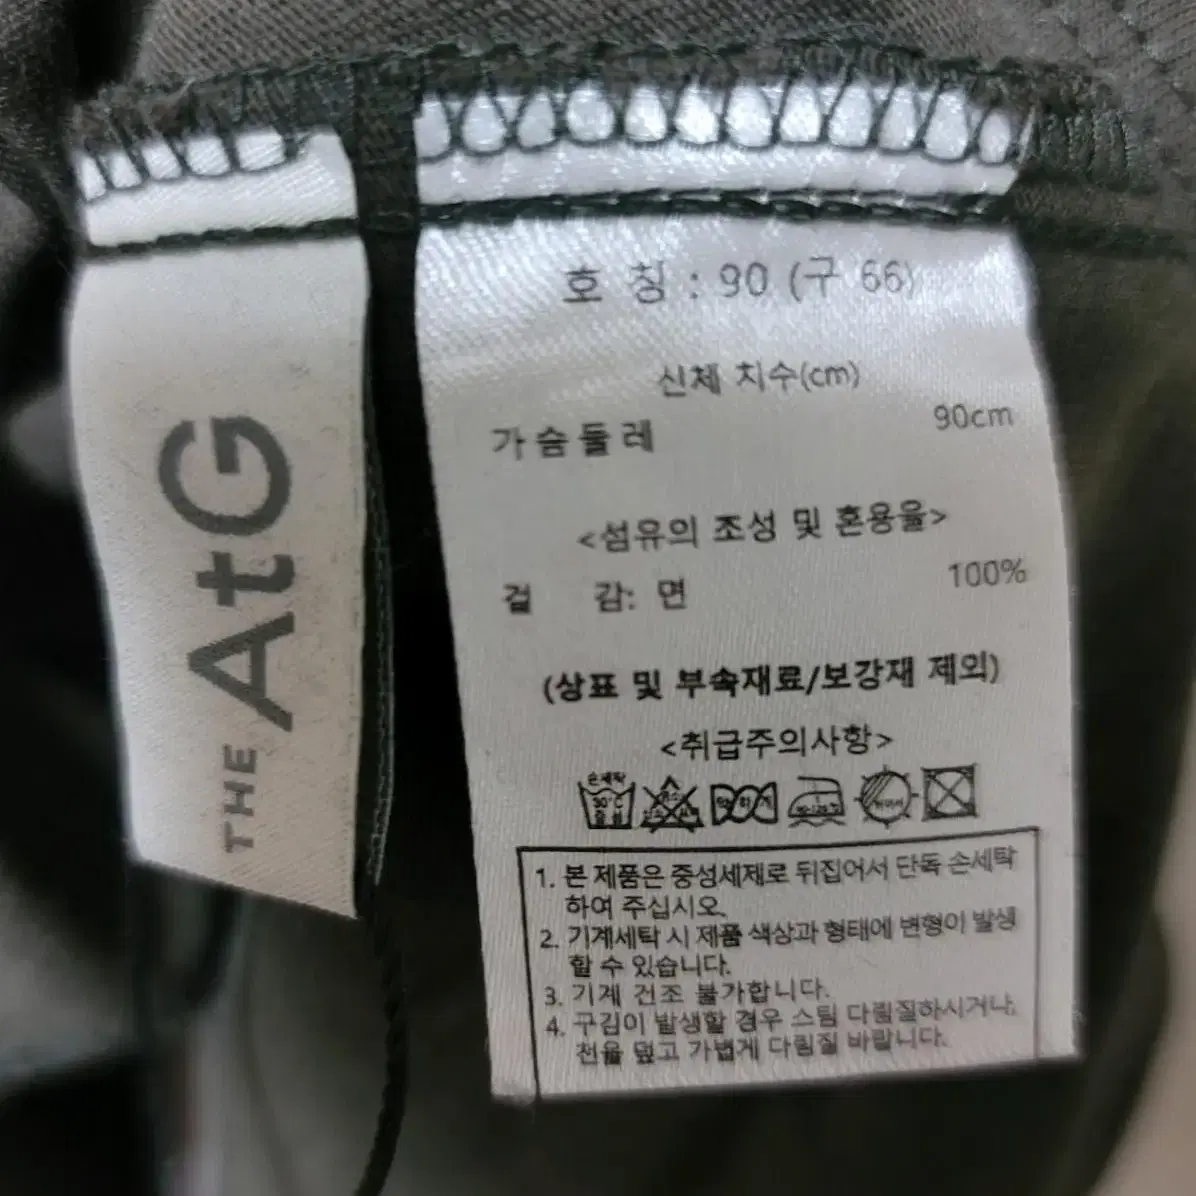 THE AtG
호 칭 : 90 (구 66)
신체 치수(cm)
가슴둘레 90cm
<섬유의 조성 및 혼용율>
겉 감: 면 100%
(상표 및 부속재료/보강재 제외)
<취급주의사항>
손세탁
30°C
중성
1. 본 제품은 중성세제로 뒤집어서 단독 손세탁
하여 주십시오.
2. 기계세탁 시 제품 색상과 형태에 변형이 발생
할 수 있습니다.
3. 기계 건조 불가합니다.
4. 구김이 발생할 경우 스팀 다림질하시거나,
천을 덮고 가볍게 다림질 바랍니다.